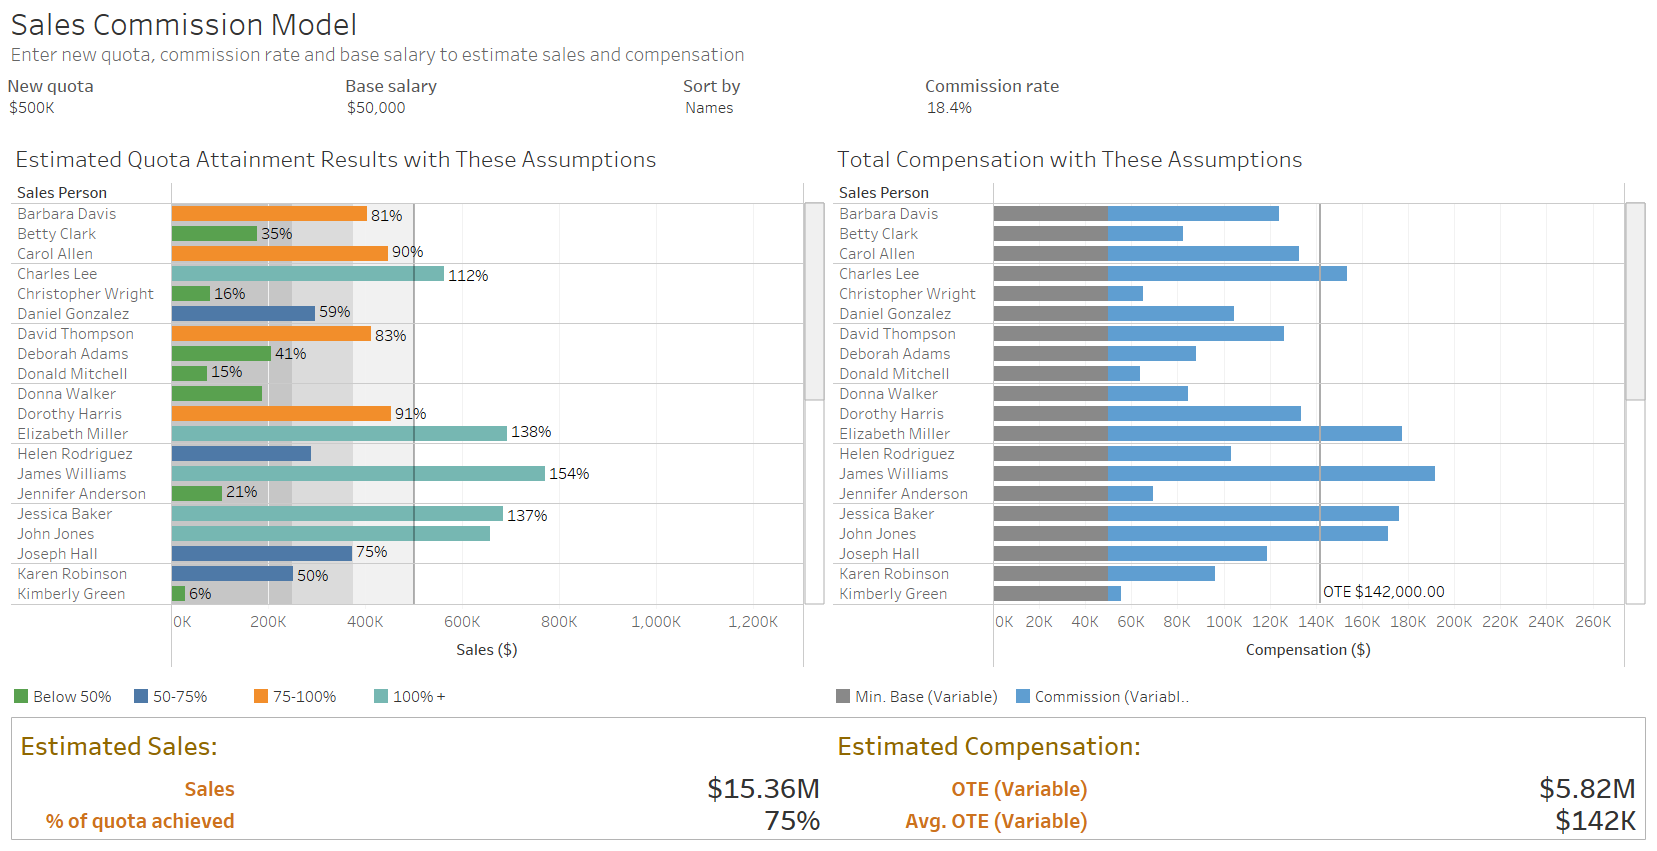 Sales Commission Model
Enter new quota, commission rate and base salary to estimate sales and compensation
New quota
$500K
Base salary
$50,000
Sort by
Names
Commission rate
18.4%
Estimated Quota Attainment Results with These Assumptions
Sales Person
Barbara Davis 81%
Betty Clark 35%
Carol Allen 90%
Charles Lee 112%
Christopher Wright 16%
Daniel Gonzalez 59%
David Thompson 83%
Deborah Adams 41%
Donald Mitchell 15%
Donna Walker
Dorothy Harris 91%
Elizabeth Miller 138%
Helen Rodriguez
James Williams 154%
Jennifer Anderson 21%
Jessica Baker 137%
John Jones
Joseph Hall 75%
Karen Robinson 50%
Kimberly Green 6%
0K 200K 400K 600K 800K 1,000K 1,200K
Sales ($)
Below 50% 50-75% 75-100% 100% +
Total Compensation with These Assumptions
Sales Person
Barbara Davis
Betty Clark
Carol Allen
Charles Lee
Christopher Wright
Daniel Gonzalez
David Thompson
Deborah Adams
Donald Mitchell
Donna Walker
Dorothy Harris
Elizabeth Miller
Helen Rodriguez
James Williams
Jennifer Anderson
Jessica Baker
John Jones
Joseph Hall
Karen Robinson
Kimberly Green OTE $142,000.00
0K 20K 40K 60K 80K 100K 120K 140K 160K 180K 200K 220K 240K 260K
Compensation ($)
Min. Base (Variable) Commission (Variabl..
Estimated Sales:
Sales $15.36M
% of quota achieved 75%
Estimated Compensation:
OTE (Variable) $5.82M
Avg. OTE (Variable) $142K